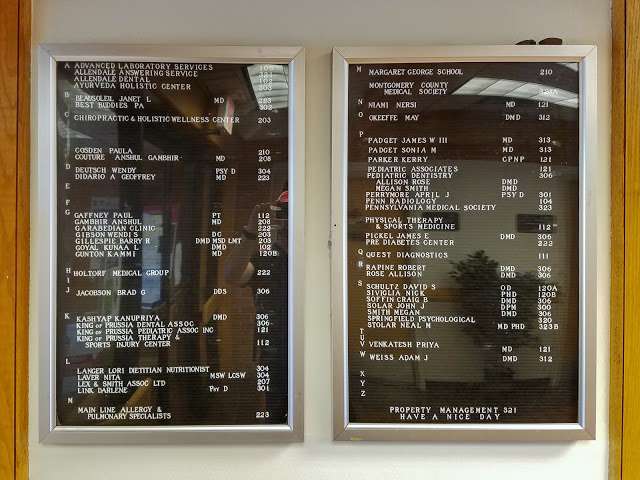 A ADVANCED LABORATORY SERVICES
ALLENDALE ANSWERING SERVICE
ALLENDALE DENTAL
AYURVEDA HOLISTIC CENTER 203
B BEAUSOLEIL JANET L MD 203
BEST BUDDIES PA 302
C CHIROPRACTIC & HOLISTIC WELLNESS CENTER 203
COSDEN PAULA 210
COUTURE ANSHUL GAMBHIR MD 208
D DEUTSCH WENDY PSY D 304
DIDARIO A GEOFFREY MD 223
E
F
G GAFFNEY PAUL PT 112
GAMBHIR ANSHUL MD 208
GARABEDIAN CLINIC 222
GIBSON WENDI S DC 203
GILLESPIE BARRY R DMD MSD LMT 203
GOYAL KUNAA L DMD 102
GUNTON KAMMI MD 120B
H HOLTORF MEDICAL GROUP 222
I
J JACOBSON BRAD G DDS 306
K KASHYAP KANUPRIYA DMD 306
KING OF PRUSSIA DENTAL ASSOC 306
KING OF PRUSSIA PEDIATRIC ASSOC INC 121
KING OF PRUSSIA THERAPY &
SPORTS INJURY CENTER 112
L
LANGER LORI DIETITIAN NUTRITIONIST 304
LAVER NITA MSW LCSW 304
LEX & SMITH ASSOC LTD 207
LINK DARLENE PSY D 301
M
MAIN LINE ALLERGY &
PULMONARY SPECIALISTS 223
M MARGARET GEORGE SCHOOL 210
MONTGOMERY COUNTY
MEDICAL SOCIETY
N NIAMI NERSI MD 121
O OKEEFFE MAY DMD 312
P PADGET JAMES W III MD 313
PADGET SONIA M MD 313
PARKER KERRY CPNP 121
PEDIATRIC ASSOCIATES 121
PEDIATRIC DENTISTRY 306
ALLISON ROSE DMD
MEGAN SMITH DMD
PERRYMORE APRIL J PSY D 301
PENN RADIOLOGY 104
PENNSYLVANIA MEDICAL SOCIETY 323
PHYSICAL THERAPY
& SPORTS MEDICINE 112
PICKEL JAMES E DMD 306
PRE DIABETES CENTER 222
Q QUEST DIAGNOSTICS 111
R RAPINE ROBERT DMD 306
ROSE ALLISON DMD 306
S SCHULTZ DAVID S OD 120A
SIVIGLIA NICK PHD 120B
SOFFIN CRAIG B DMD 306
SOLAR JOHN J DPM 300
SMITH MEGAN DMD 306
SPRINGFIELD PSYCHOLOGICAL 320
STOLAR NEAL M MD PHD 323B
T
U
V VENKATESH PRIYA MD 121
W WEISS ADAM J DMD 312
X
Y
Z
PROPERTY MANAGEMENT 321
HAVE A NICE DAY